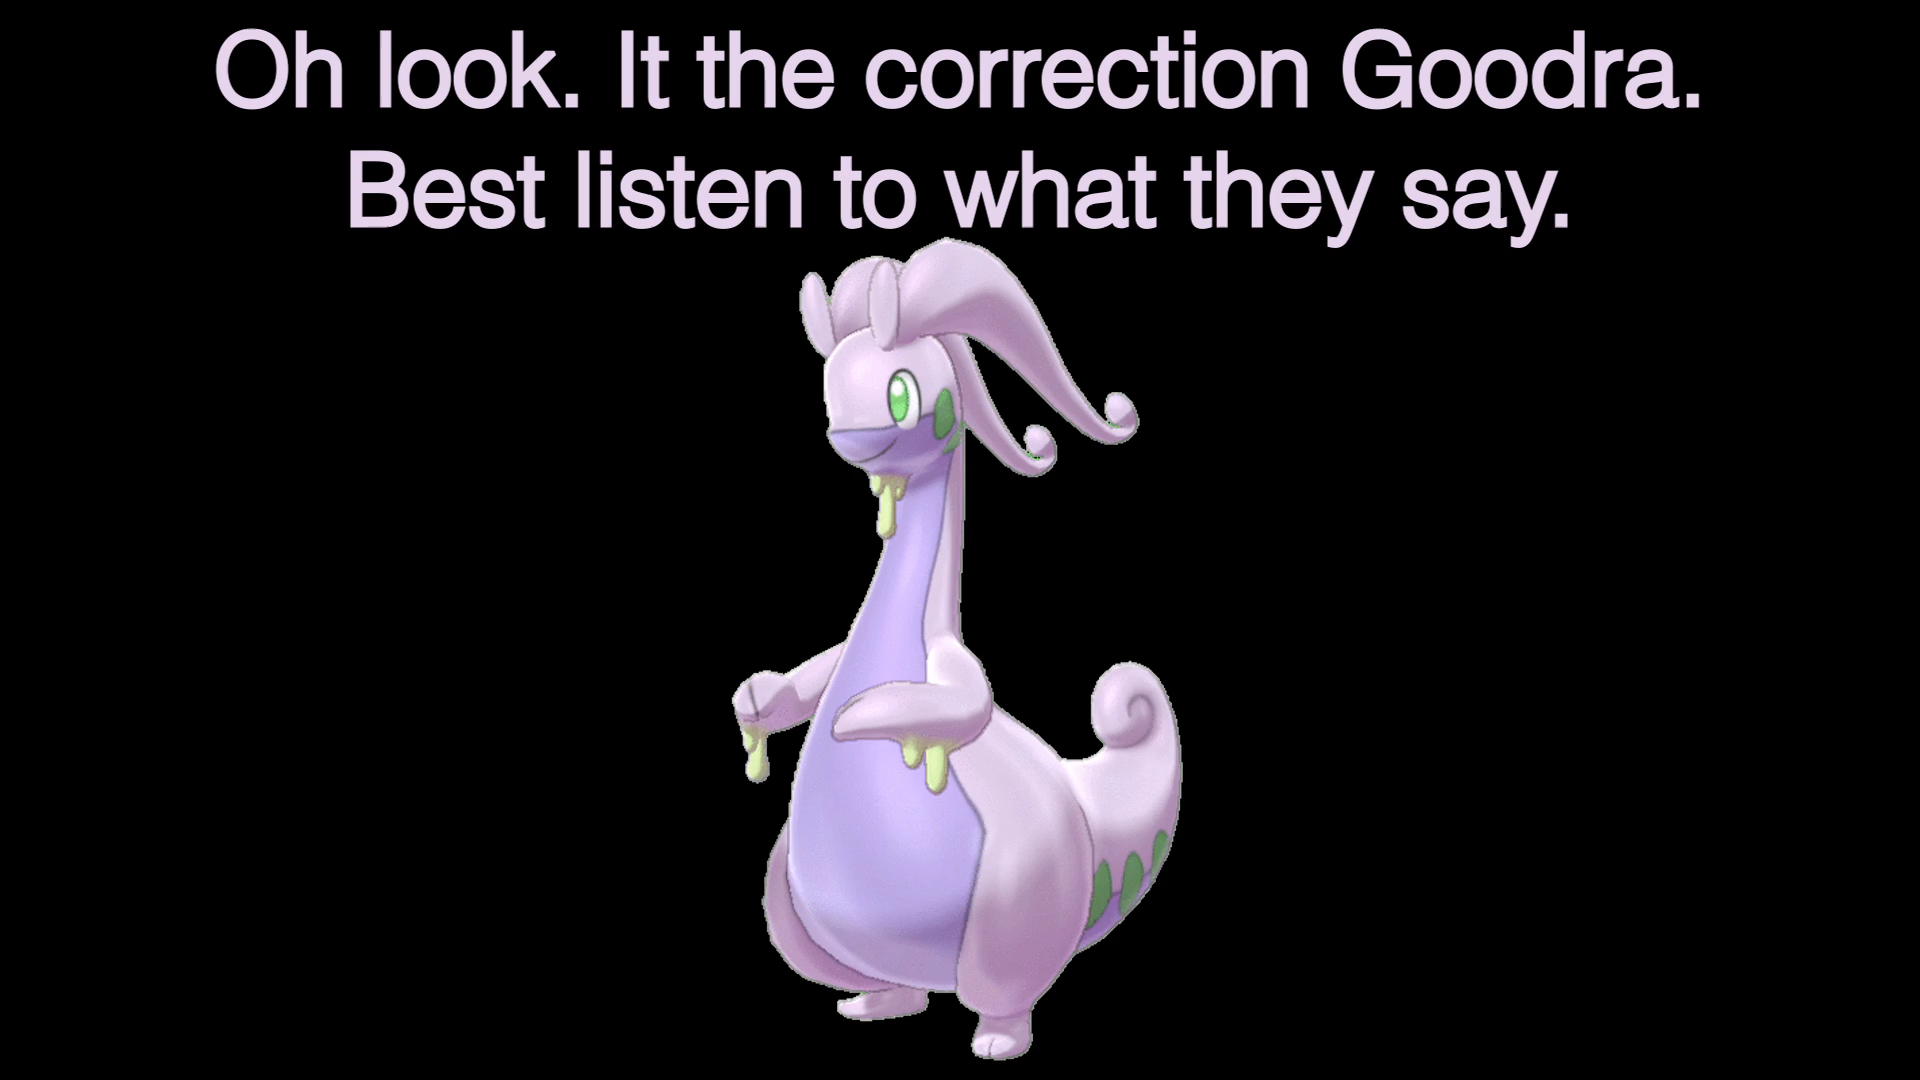 Oh look. It the correction Goodra.
Best listen to what they say.